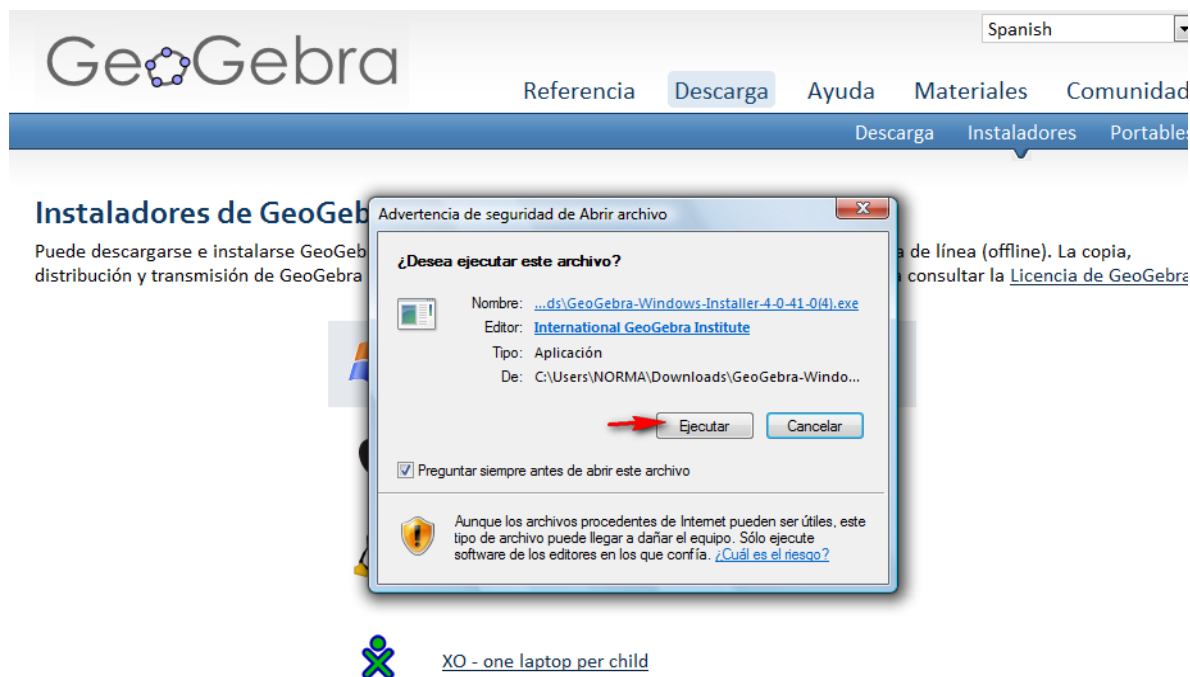 Spanish
GeoGebra
Referencia Descarga Ayuda Materiales Comunidad
Descarga Instaladores Portables
Instaladores de GeoGeb
Puede descargarse e instalarse GeoGeb
a de línea (offline). La copia,
distribución y transmisión de GeoGebra
consultar la Licencia de GeoGebra
Advertencia de seguridad de Abrir archivo
¿Desea ejecutar este archivo?
Nombre: ...ds\GeoGebra-Windows-Installer-4-0-41-0(4).exe
Editor: International GeoGebra Institute
Tipo: Aplicación
De: C:\Users\NORMA\Downloads\GeoGebra-Windo...
Ejecutar Cancelar
Preguntar siempre antes de abrir este archivo
Aunque los archivos procedentes de Internet pueden ser útiles, este
tipo de archivo puede llegar a dañar el equipo. Sólo ejecute
software de los editores en los que confía. ¿Cuál es el riesgo?
XO - one laptop per child